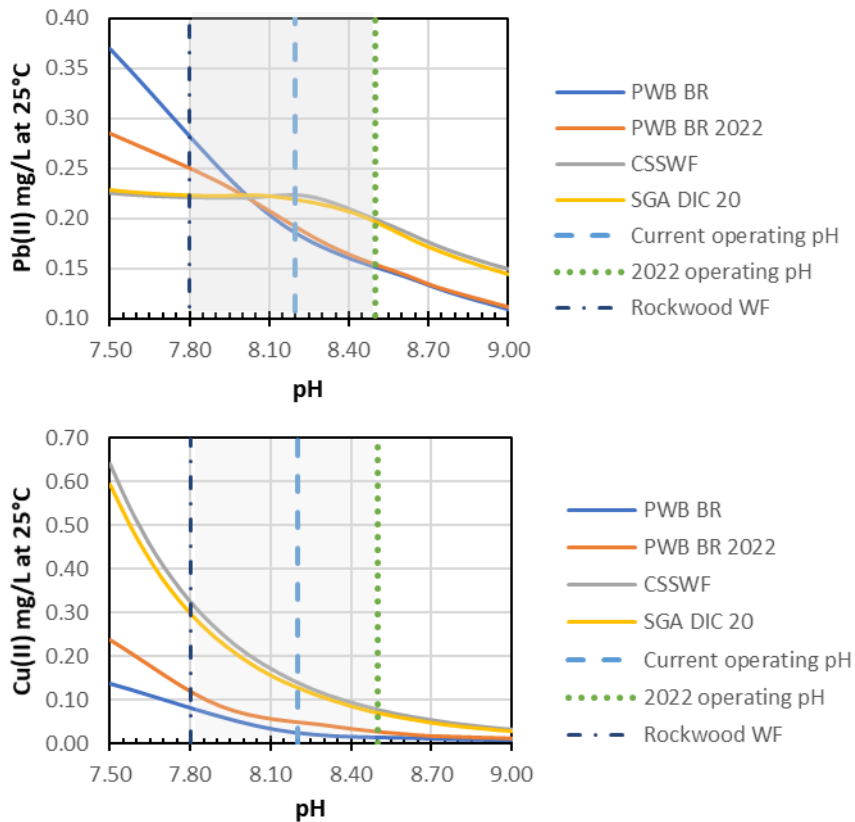 Pb(II) mg/L at 25°C
0.40
0.35
0.30
0.25
0.20
0.15
0.10
7.50 7.80 8.10 8.40 8.70 9.00
pH
PWB BR
PWB BR 2022
CSSWF
SGA DIC 20
Current operating pH
2022 operating pH
Rockwood WF
Cu(II) mg/L at 25°C
0.70
0.60
0.50
0.40
0.30
0.20
0.10
0.00
7.50 7.80 8.10 8.40 8.70 9.00
pH
PWB BR
PWB BR 2022
CSSWF
SGA DIC 20
Current operating pH
2022 operating pH
Rockwood WF